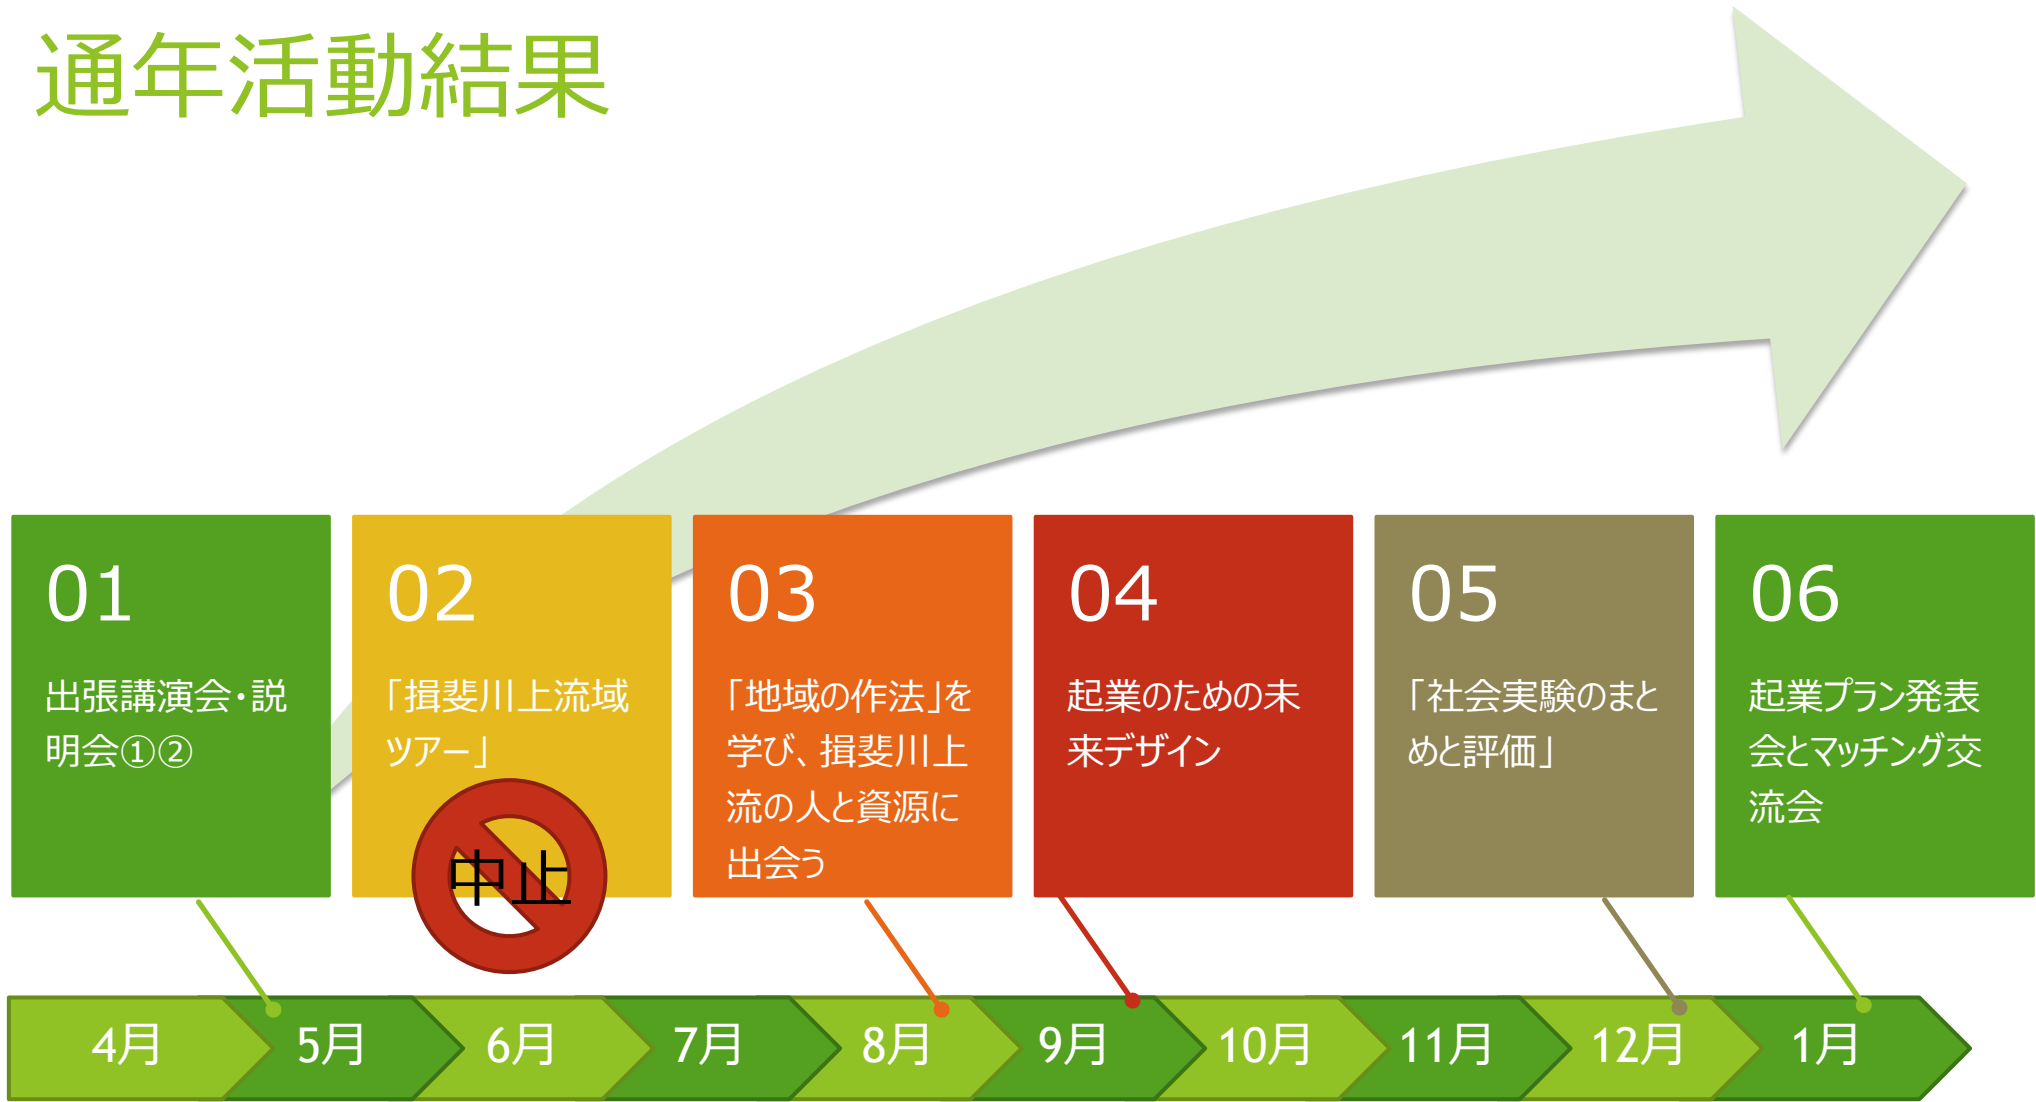 通年活動結果
01
出張講演会・説
明会①②
02
「揖斐川上流域
ツアー」
中止
03
「地域の作法」を
学び、揖斐川上
流の人と資源に
出会う
04
起業のための未
来デザイン
05
「社会実験のまと
めと評価」
06
起業プラン発表
会とマッチング交
流会
4月
5月
6月
7月
8月
9月
10月
11月
12月
1月